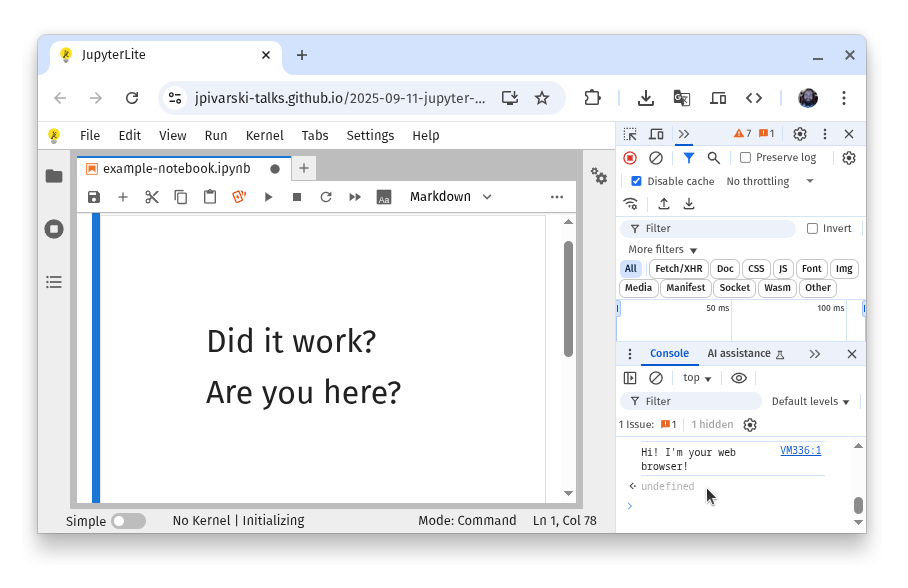 JupyterLite
jpivarski-talks.github.io/2025-09-11-jupyter-...
File Edit View Run Kernel Tabs Settings Help
example-notebook.ipynb
Markdown
Did it work?
Are you here?
Simple No Kernel | Initializing Mode: Command Ln 1, Col 78
7 1
Preserve log
Disable cache No throttling
Filter Invert
More filters
All Fetch/XHR Doc CSS JS Font Img
Media Manifest Socket Wasm Other
50 ms 100 ms
Console AI assistance
top
Filter Default levels
1 Issue: 1 1 hidden
Hi! I'm your web VM336:1
browser!
undefined